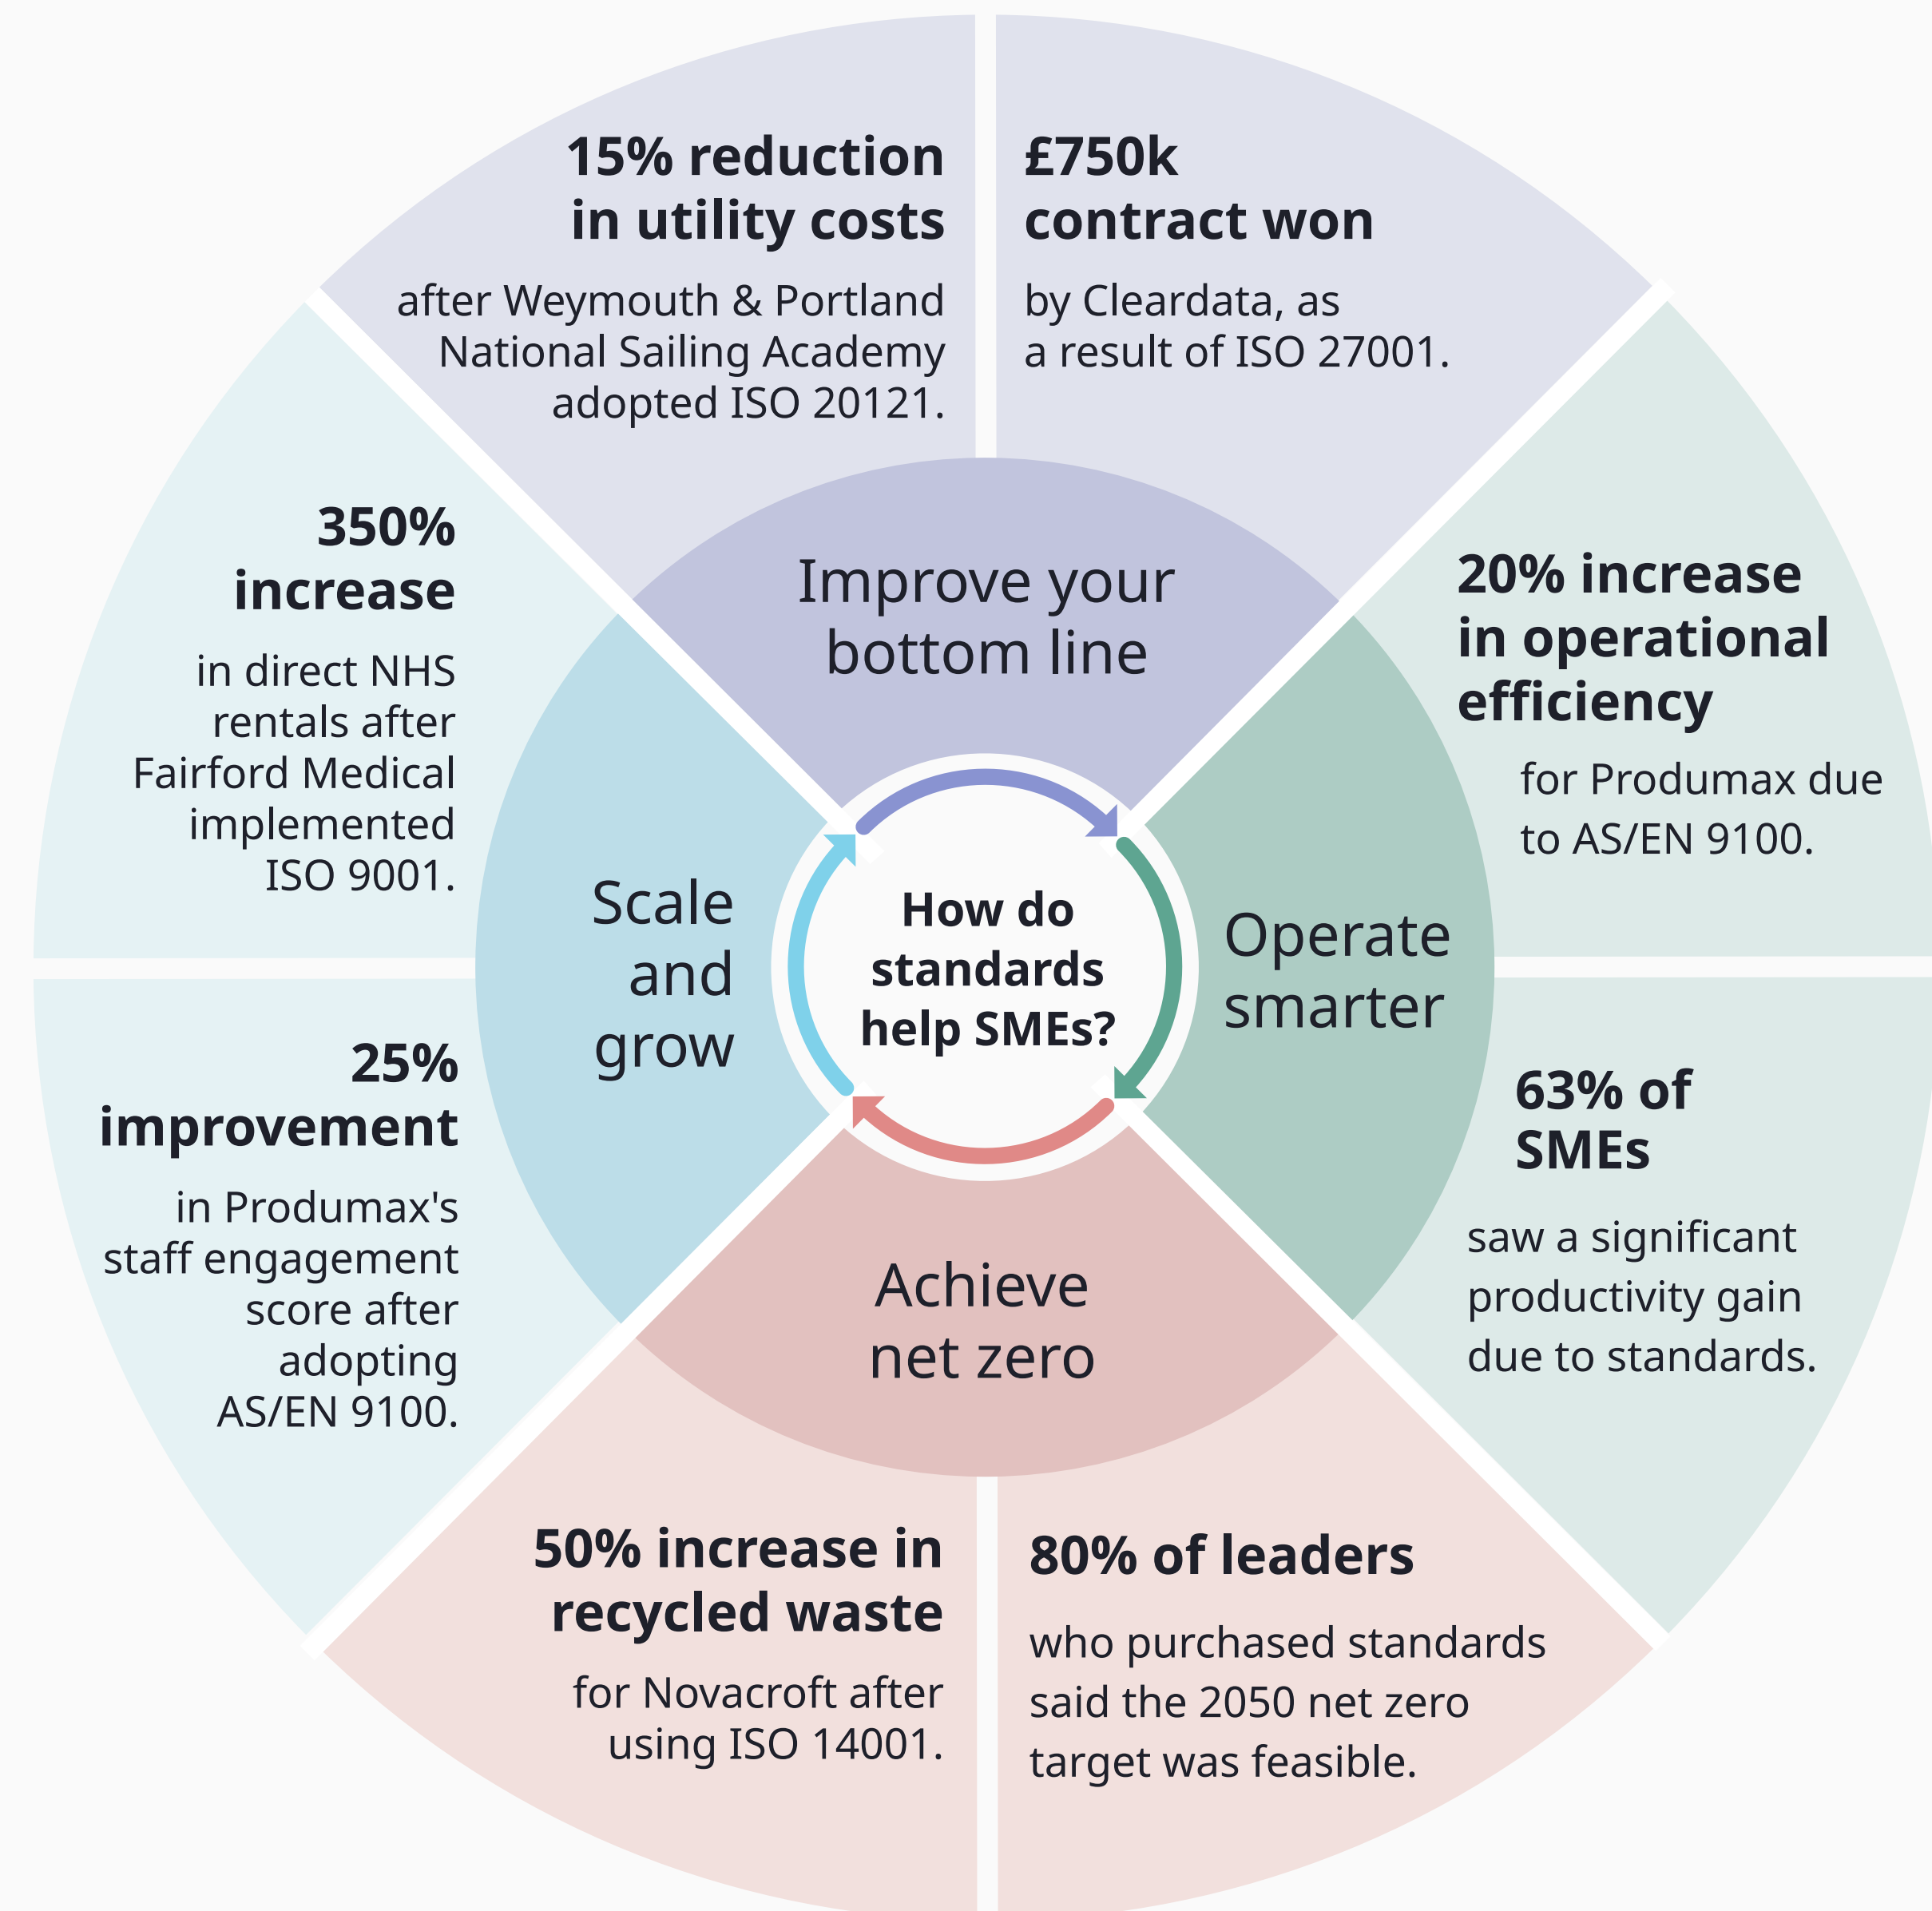 How do
standards
help SMEs?
Improve your
bottom line
15% reduction
in utility costs
after Weymouth & Portland
National Sailing Academy
adopted ISO 20121.
£750k
contract won
by Cleardata, as
a result of ISO 27001.
Operate
smarter
20% increase
in operational
efficiency
for Produmax due
to AS/EN 9100.
63% of
SMEs
saw a significant
productivity gain
due to standards.
Achieve
net zero
80% of leaders
who purchased standards
said the 2050 net zero
target was feasible.
50% increase in
recycled waste
for Novacroft after
using ISO 14001.
Scale
and
grow
25%
improvement
in Produmax's
staff engagement
score after
adopting
AS/EN 9100.
350%
increase
in direct NHS
rentals after
Fairford Medical
implemented
ISO 9001.